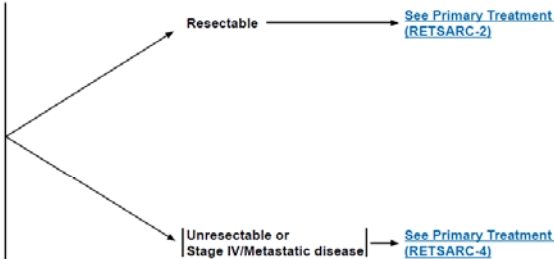 Resectable
See Primary Treatment
(RETSARC-2)
Unresectable or
Stage IV/Metastatic disease
See Primary Treatment
(RETSARC-4)